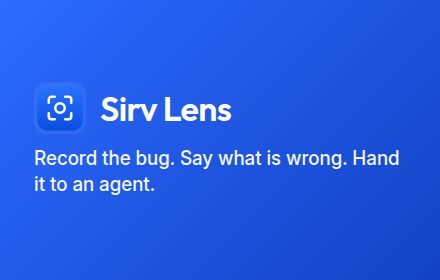 Sirv Lens
Record the bug. Say what is wrong. Hand
it to an agent.